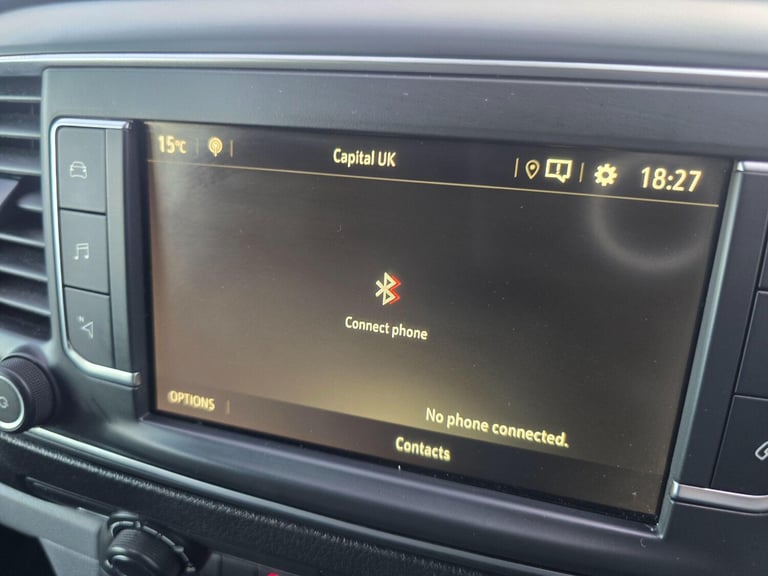 15°C
Capital UK
18:27
N
Connect phone
OPTIONS
No phone connected.
Contacts